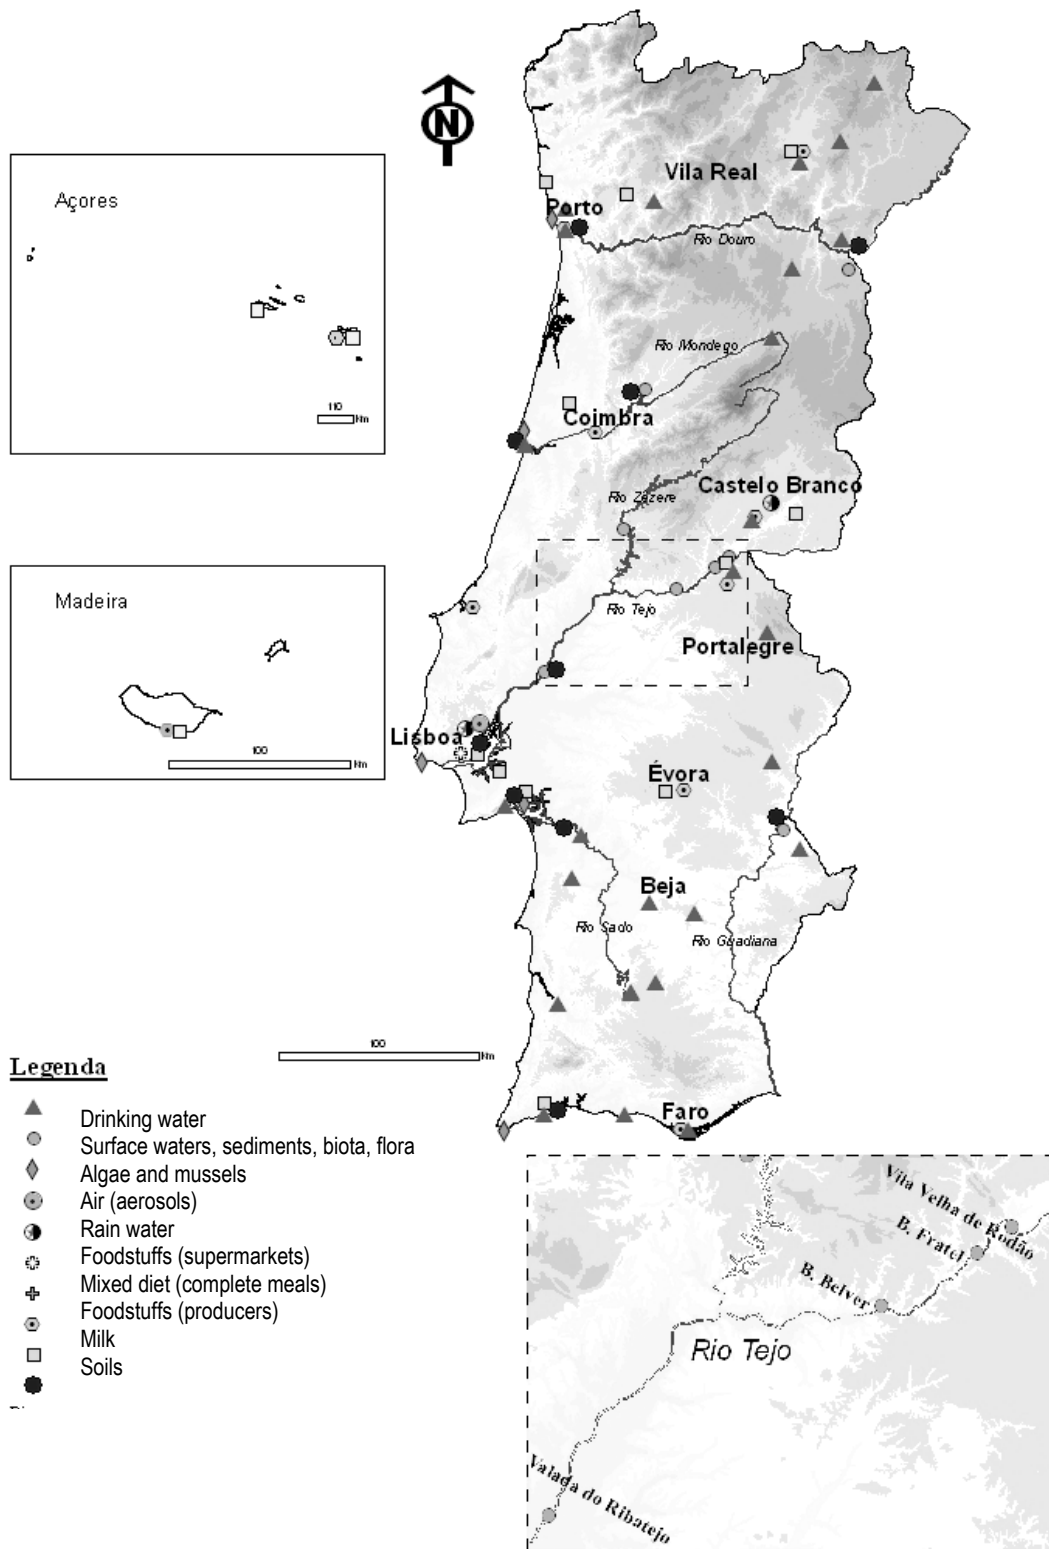 N
Açores
110
Km
Madeira
100
Km
Vila Real
Porto
Rio Douro
Rio Mondego
Coimbra
Castelo Branco
Rio Zêzere
Rio Tejo
Portalegre
Lisboa
Évora
Beja
Rio Sado
Rio Guadiana
100
Km
Faro
Legenda
Drinking water
Surface waters, sediments, biota, flora
Algae and mussels
Air (aerosols)
Rain water
Foodstuffs (supermarkets)
Mixed diet (complete meals)
Foodstuffs (producers)
Milk
Soils
Vila Velha de Rodão
B. Fratel
B. Belver
Rio Tejo
Valada do Ribatejo